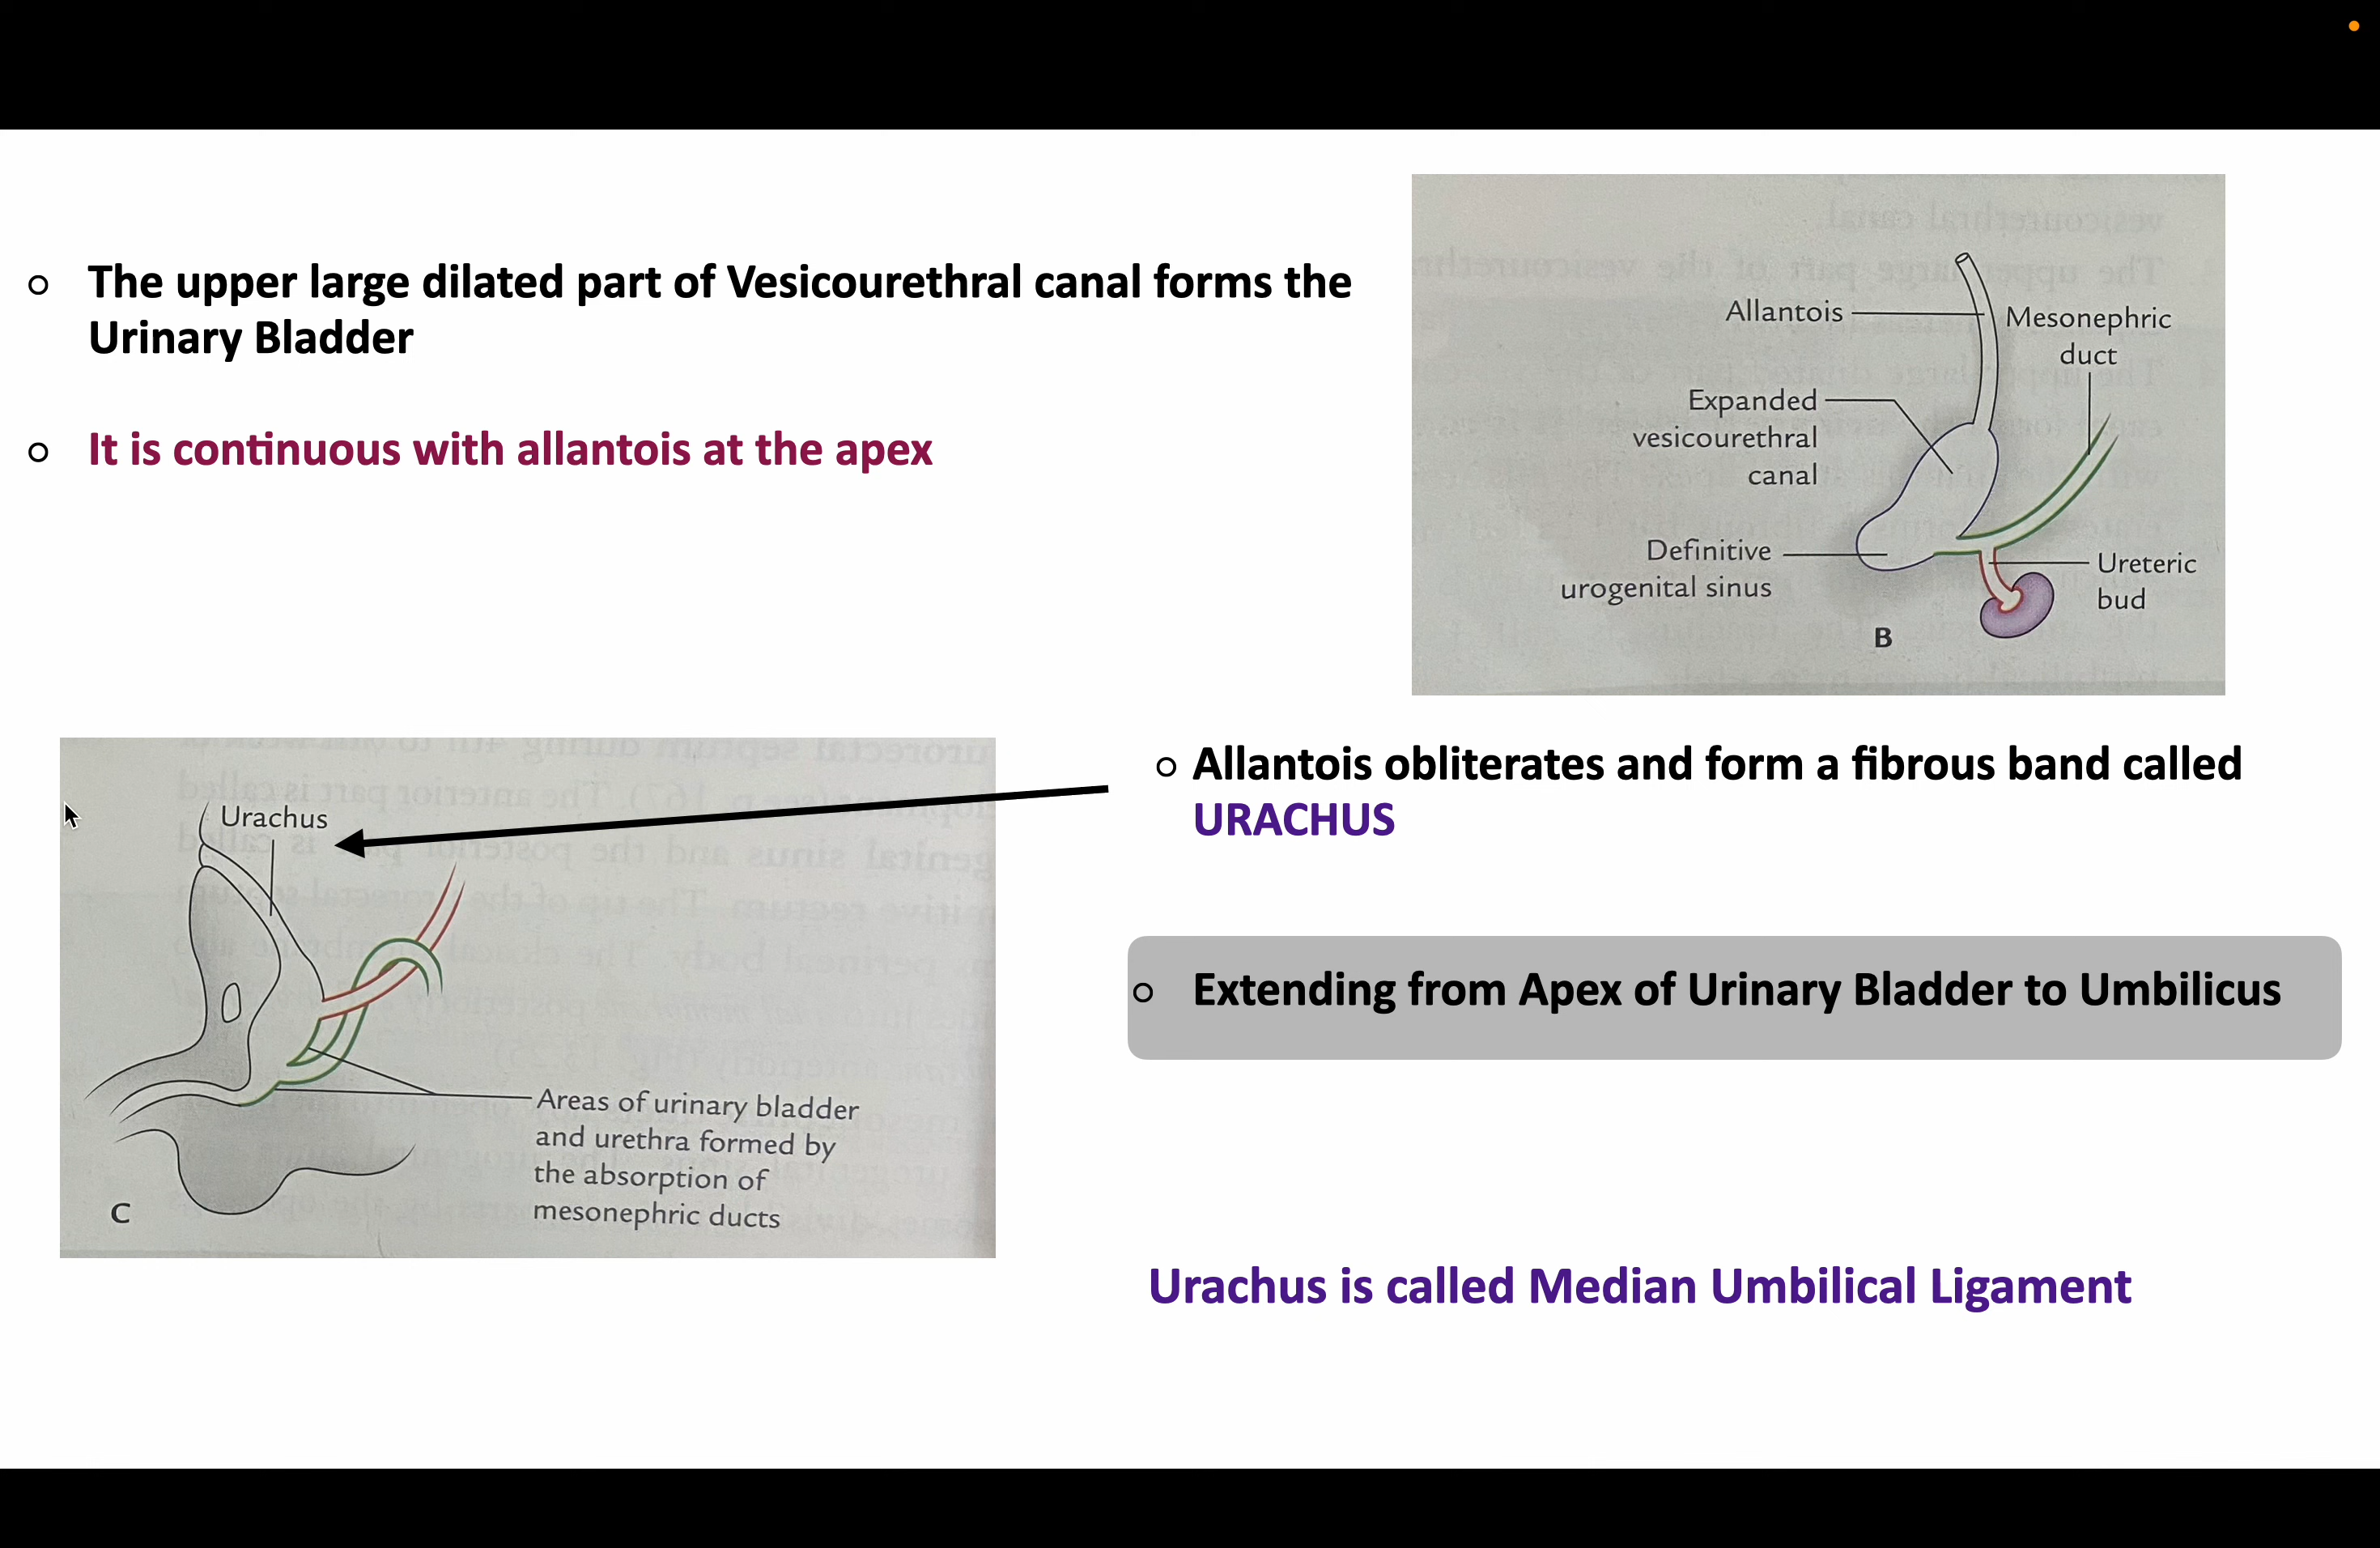 The upper large dilated part of Vesicourethral canal forms the
Urinary Bladder
It is continuous with allantois at the apex
Allantois
Mesonephric
duct
Expanded
vesicourethral
canal
Definitive
urogenital sinus
Ureteric
bud
B
Allantois obliterates and form a fibrous band called
URACHUS
Extending from Apex of Urinary Bladder to Umbilicus
Urachus is called Median Umbilical Ligament
Urachus
Areas of urinary bladder
and urethra formed by
the absorption of
mesonephric ducts
C